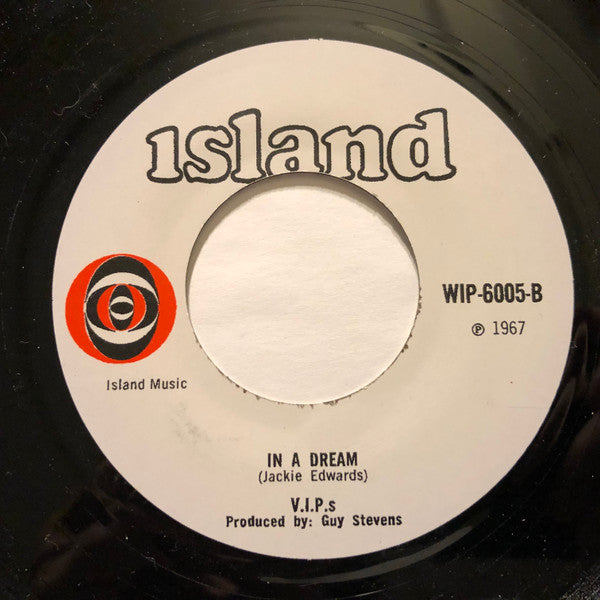 island
WIP-6005-B
℗ 1967
Island Music
IN A DREAM
(Jackie Edwards)
V.I.P.s
Produced by: Guy Stevens